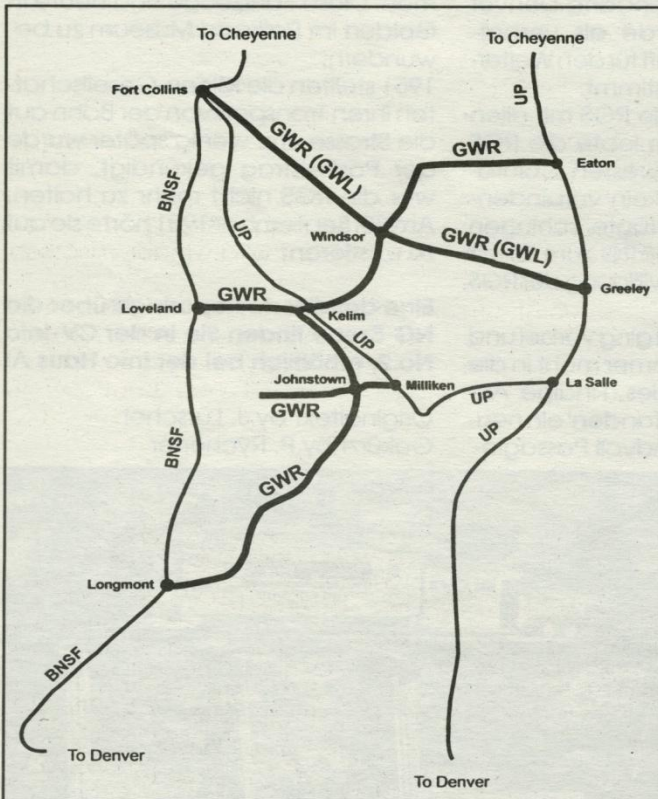 To Cheyenne
To Cheyenne
Fort Collins
UP
GWR (GWL)
GWR
Eaton
BNSF
UP
Windsor
GWR (GWL)
Greeley
Loveland
GWR
Kelim
UP
Johnstown
Milliken
La Salle
GWR
UP
UP
BNSF
GWR
Longmont
BNSF
To Denver
To Denver